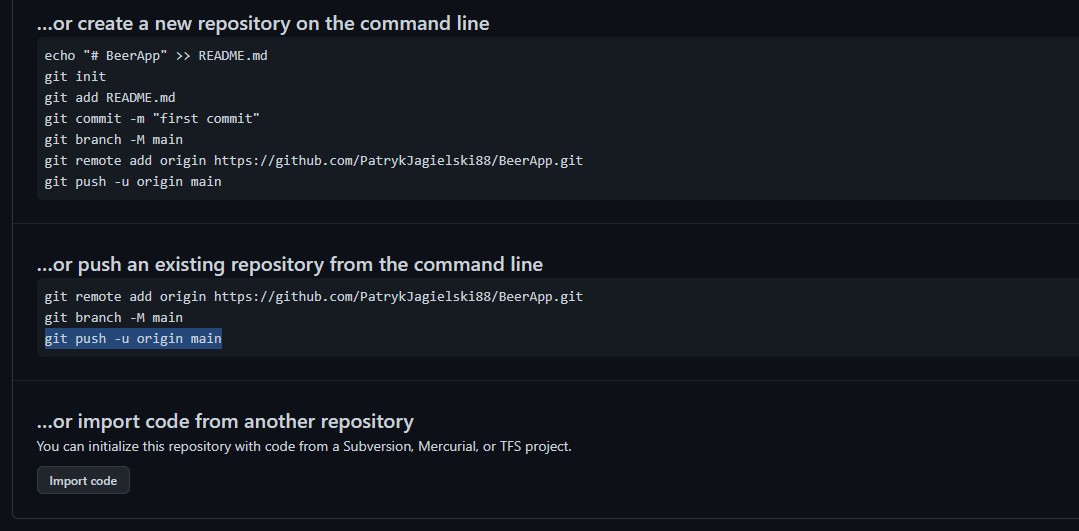 ...or create a new repository on the command line
echo "# BeerApp" >> README.md
git init
git add README.md
git commit -m "first commit"
git branch -M main
git remote add origin https://github.com/PatrykJagielski88/BeerApp.git
git push -u origin main
...or push an existing repository from the command line
git remote add origin https://github.com/PatrykJagielski88/BeerApp.git
git branch -M main
git push -u origin main
...or import code from another repository
You can initialize this repository with code from a Subversion, Mercurial, or TFS project.
Import code